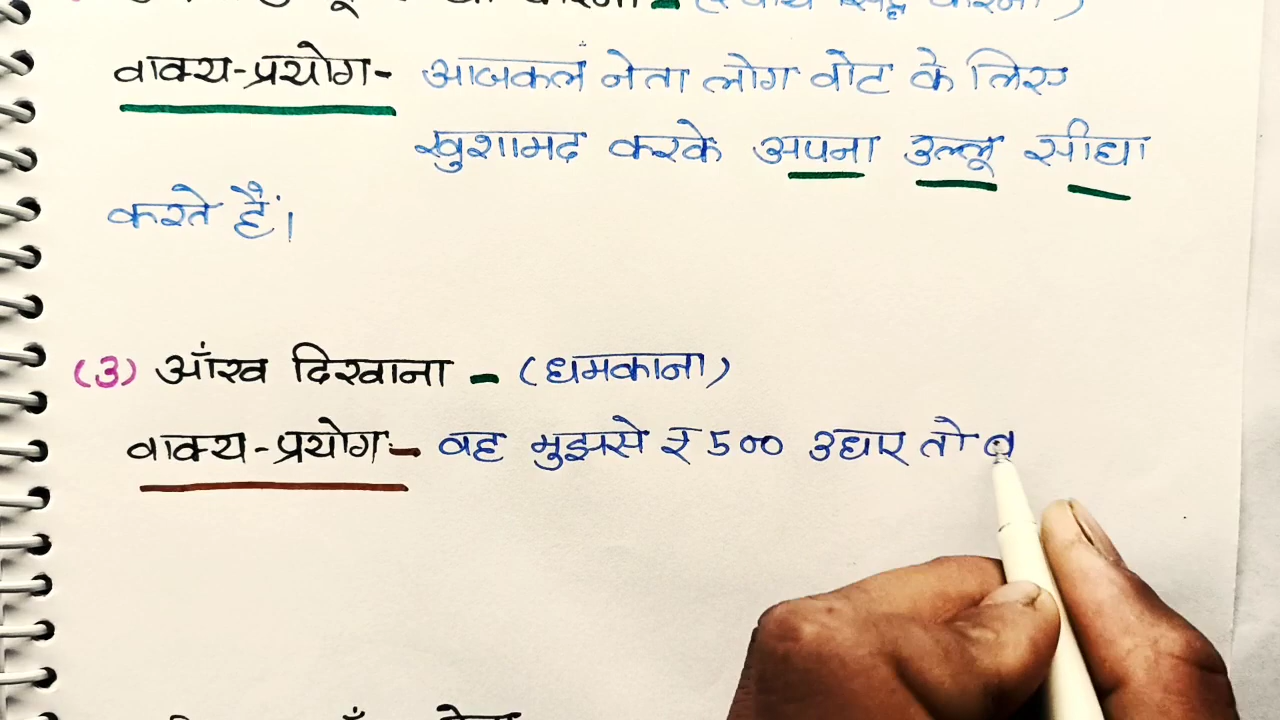 वाक्य-प्रयोग- आजकल नेता लोग वोट के लिए
खुशामद करके अपना उल्लू सीधा
करते हैं।
(3) आँख दिखाना - (धमकाना)
वाक्य-प्रयोग - वह मुझसे ₹ 500 उधार तो